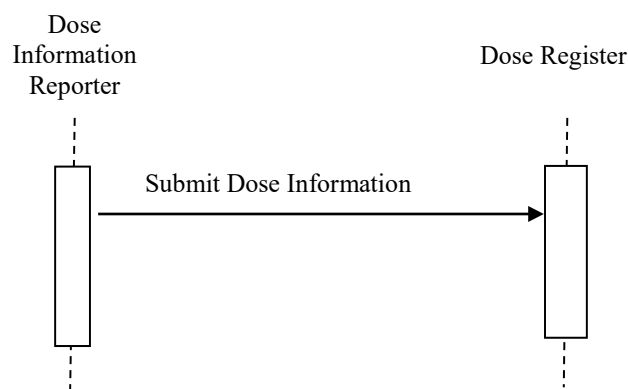 Dose
Information
Reporter
Dose Register
Submit Dose Information